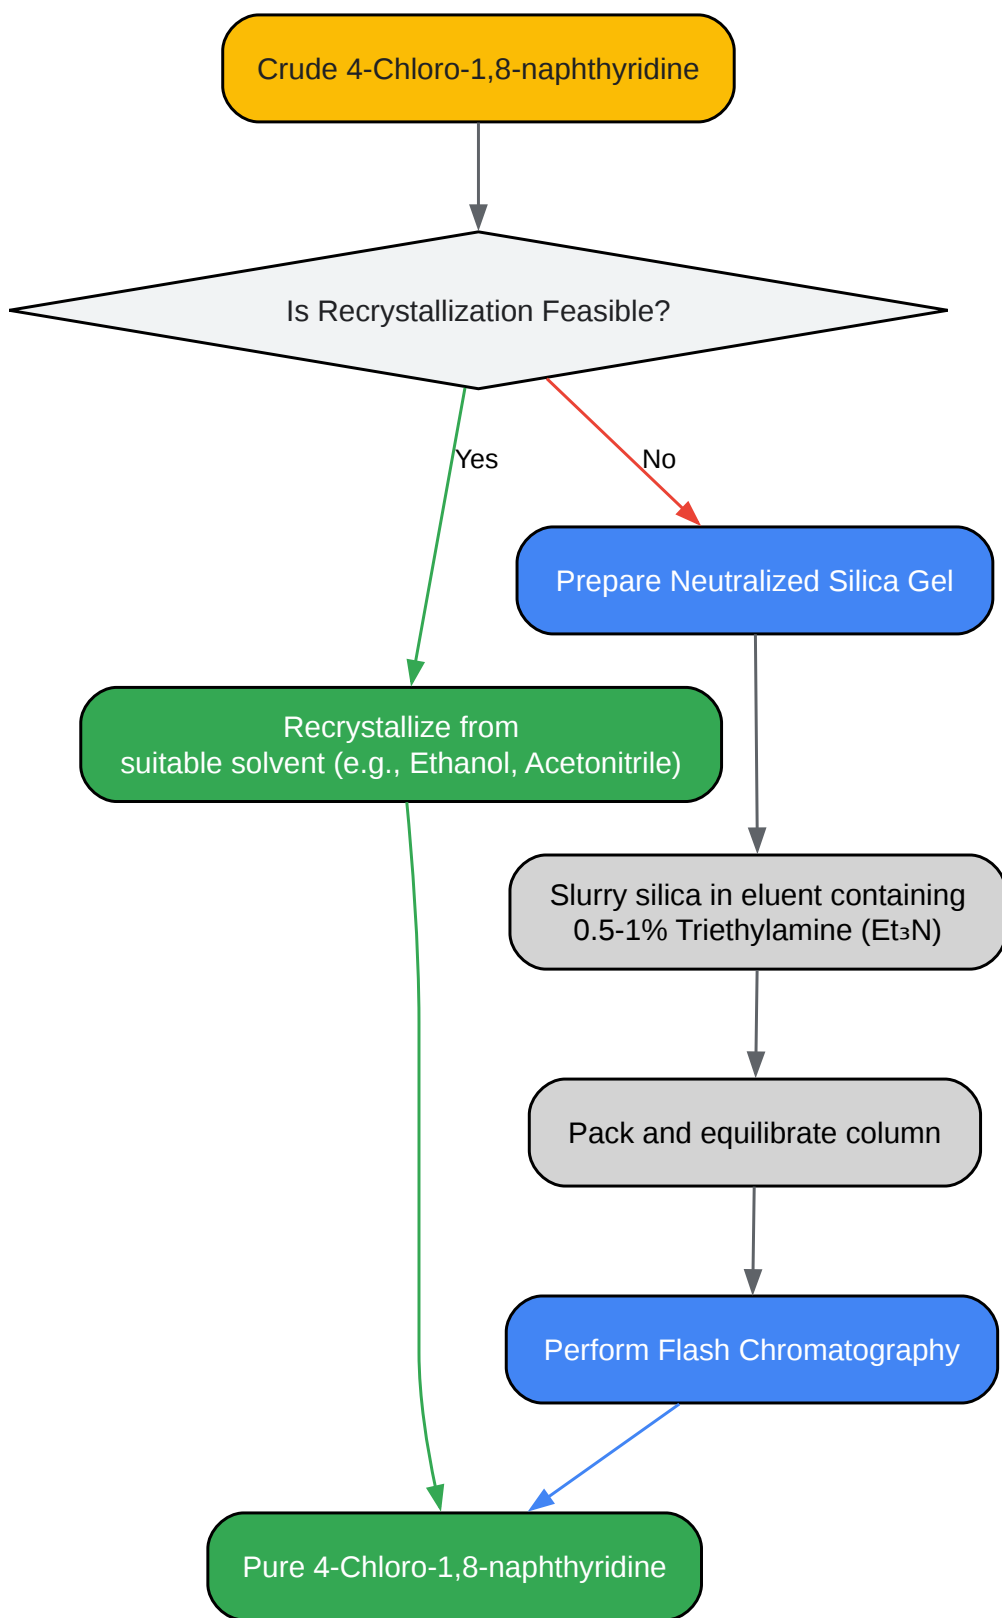 Crude 4-Chloro-1,8-naphthyridine
Is Recrystallization Feasible?
Yes
No
Prepare Neutralized Silica Gel
Recrystallize from
suitable solvent (e.g., Ethanol, Acetonitrile)
Slurry silica in eluent containing
0.5-1% Triethylamine (Et₃N)
Pack and equilibrate column
Perform Flash Chromatography
Pure 4-Chloro-1,8-naphthyridine